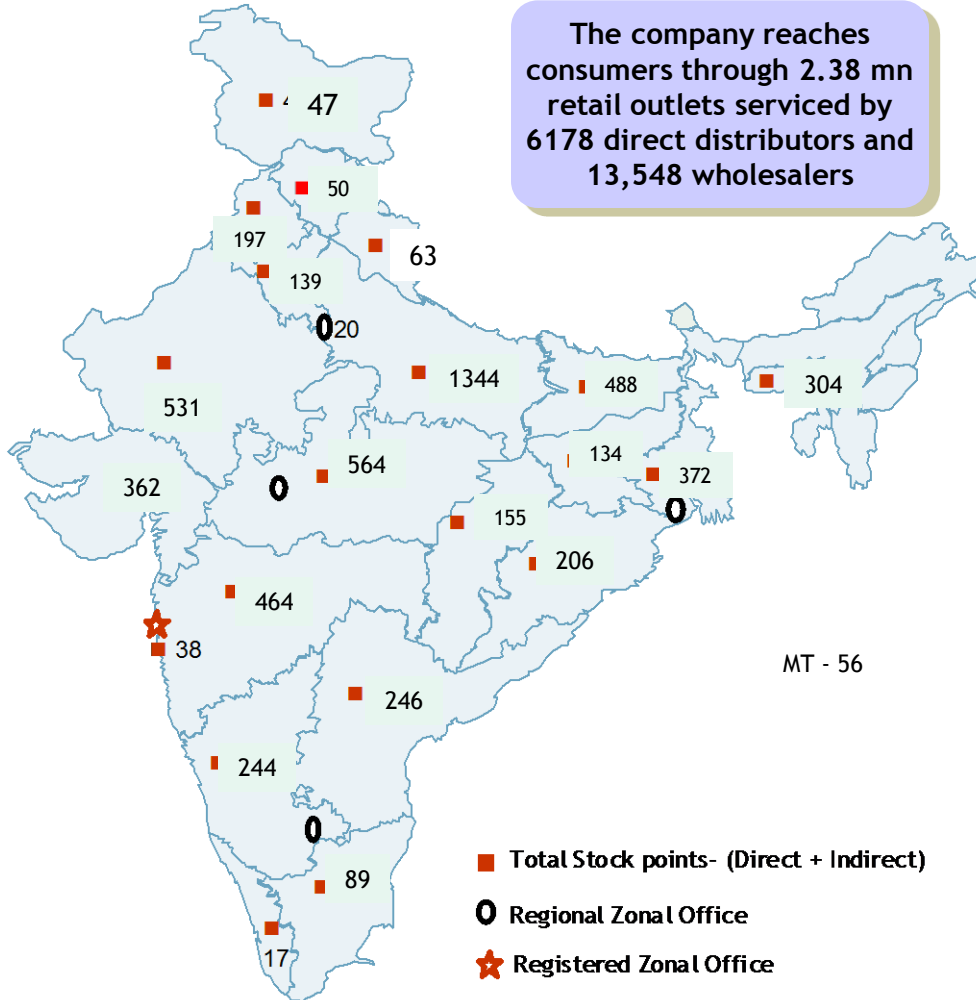 The company reaches
consumers through 2.38 mn
retail outlets serviced by
6178 direct distributors and
13,548 wholesalers
47
50
197
63
139
20
1344
488
304
531
564
134
372
362
155
206
464
38
MT - 56
246
244
Total Stock points- (Direct + Indirect)
89
Regional Zonal Office
17
Registered Zonal Office